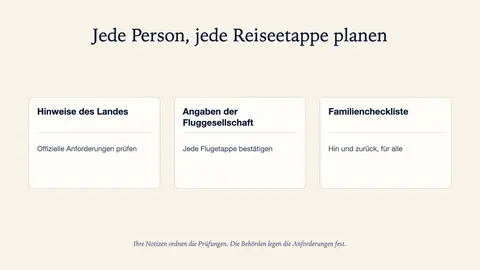 Jede Person, jede Reiseetappe planen
Hinweise des Landes
Offizielle Anforderungen prüfen
Angaben der
Fluggesellschaft
Jede Flugetappe bestätigen
Familiencheckliste
Hin und zurück, für alle
Ihre Notizen ordnen die Prüfungen. Die Behörden legen die Anforderungen fest.